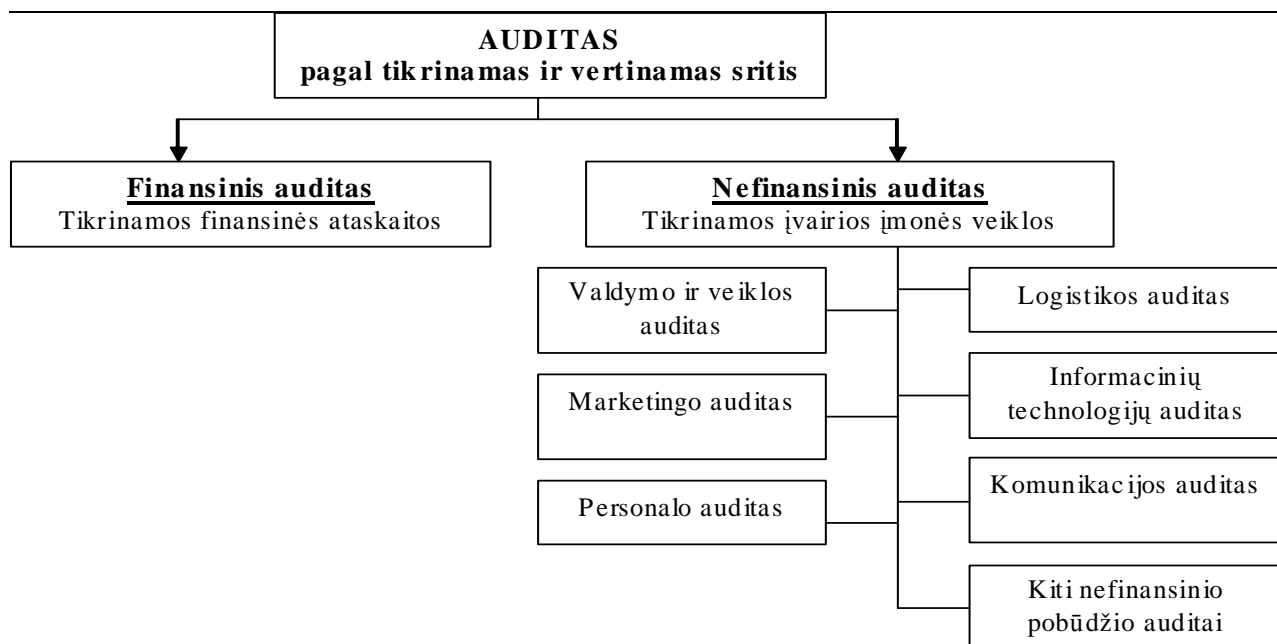 AUDITAS
pagal tikrinamas ir vertinamas sritis
Finansinis auditas
Tikrinamos finansinės ataskaitos
Nefinansinis auditas
Tikrinamos įvairios įmonės veiklos
Valdymo ir veiklos
auditas
Logistikos auditas
Marketingo auditas
Informacinių
technologijų auditas
Personalo auditas
Komunikacijos auditas
Kiti nefinansinio
pobūdžio auditai